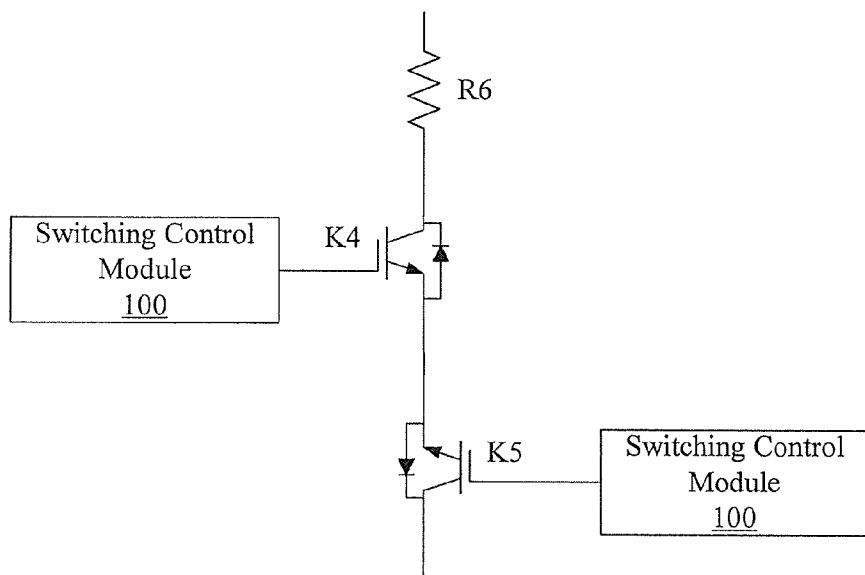 R6
K4
Switching Control
Module
100
K5
Switching Control
Module
100